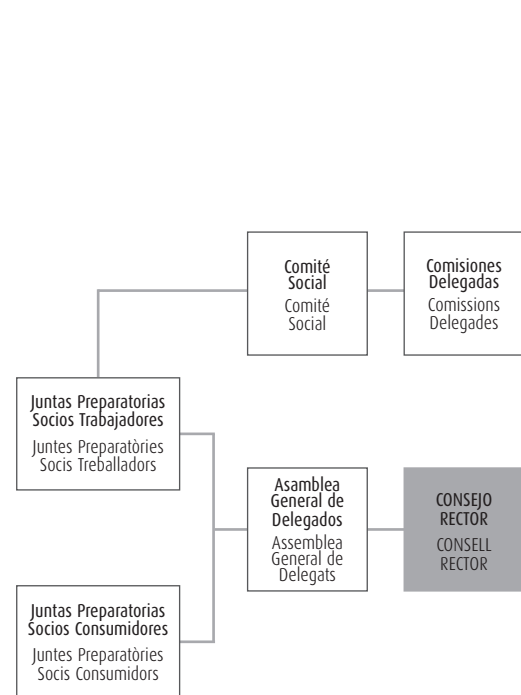 Comité
Social
Comité
Social
Comisiones
Delegadas
Comissions
Delegades
Juntas Preparatorias
Socios Trabajadores
Juntes Preparatòries
Socis Treballadors
Asamblea
General de
Delegados
Assemblea
General de
Delegats
CONSEJO
RECTOR
CONSELL
RECTOR
Juntas Preparatorias
Socios Consumidores
Juntes Preparatòries
Socis Consumidors